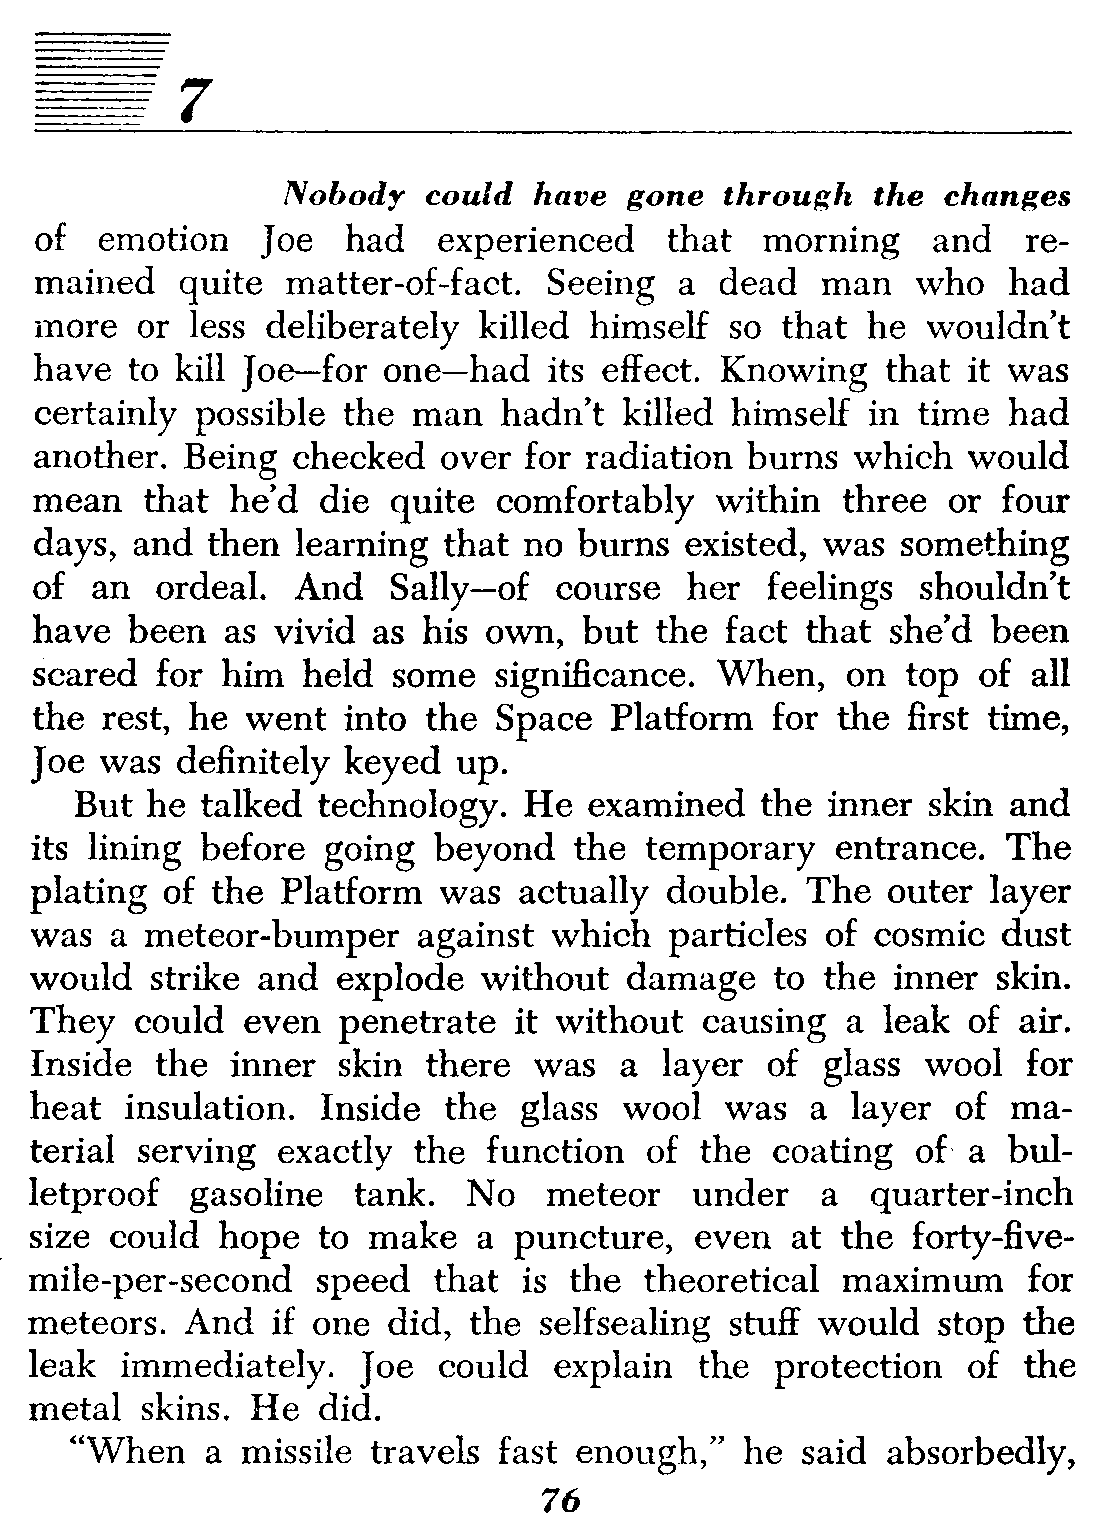 7
Nobody could have gone through the changes
of emotion Joe had experienced that morning and re-
mained quite matter-of-fact. Seeing a dead man who had
more or less deliberately killed himself so that he wouldn't
have to kill Joe—for one—had its effect. Knowing that it was
certainly possible the man hadn't killed himself in time had
another. Being checked over for radiation burns which would
mean that he'd die quite comfortably within three or four
days, and then learning that no burns existed, was something
of an ordeal. And Sally—of course her feelings shouldn't
have been as vivid as his own, but the fact that she'd been
scared for him held some significance. When, on top of all
the rest, he went into the Space Platform for the first time,
Joe was definitely keyed up.
But he talked technology. He examined the inner skin and
its lining before going beyond the temporary entrance. The
plating of the Platform was actually double. The outer layer
was a meteor-bumper against which particles of cosmic dust
would strike and explode without damage to the inner skin.
They could even penetrate it without causing a leak of air.
Inside the inner skin there was a layer of glass wool for
heat insulation. Inside the glass wool was a layer of ma-
terial serving exactly the function of the coating of a bul-
letproof gasoline tank. No meteor under a quarter-inch
size could hope to make a puncture, even at the forty-five-
mile-per-second speed that is the theoretical maximum for
meteors. And if one did, the selfsealing stuff would stop the
leak immediately. Joe could explain the protection of the
metal skins. He did.
“When a missile travels fast enough,” he said absorbedly,
76